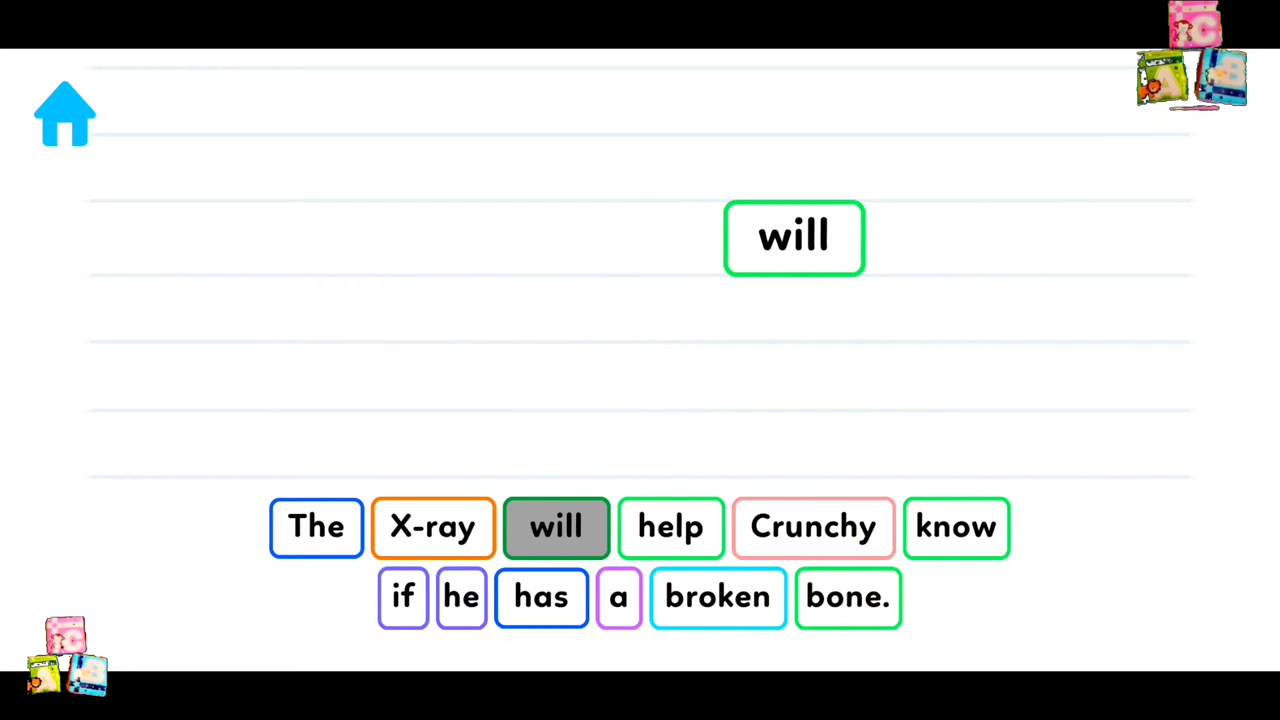 will
The X-ray will help Crunchy know
if he has a broken bone.
C
A B
C
A B